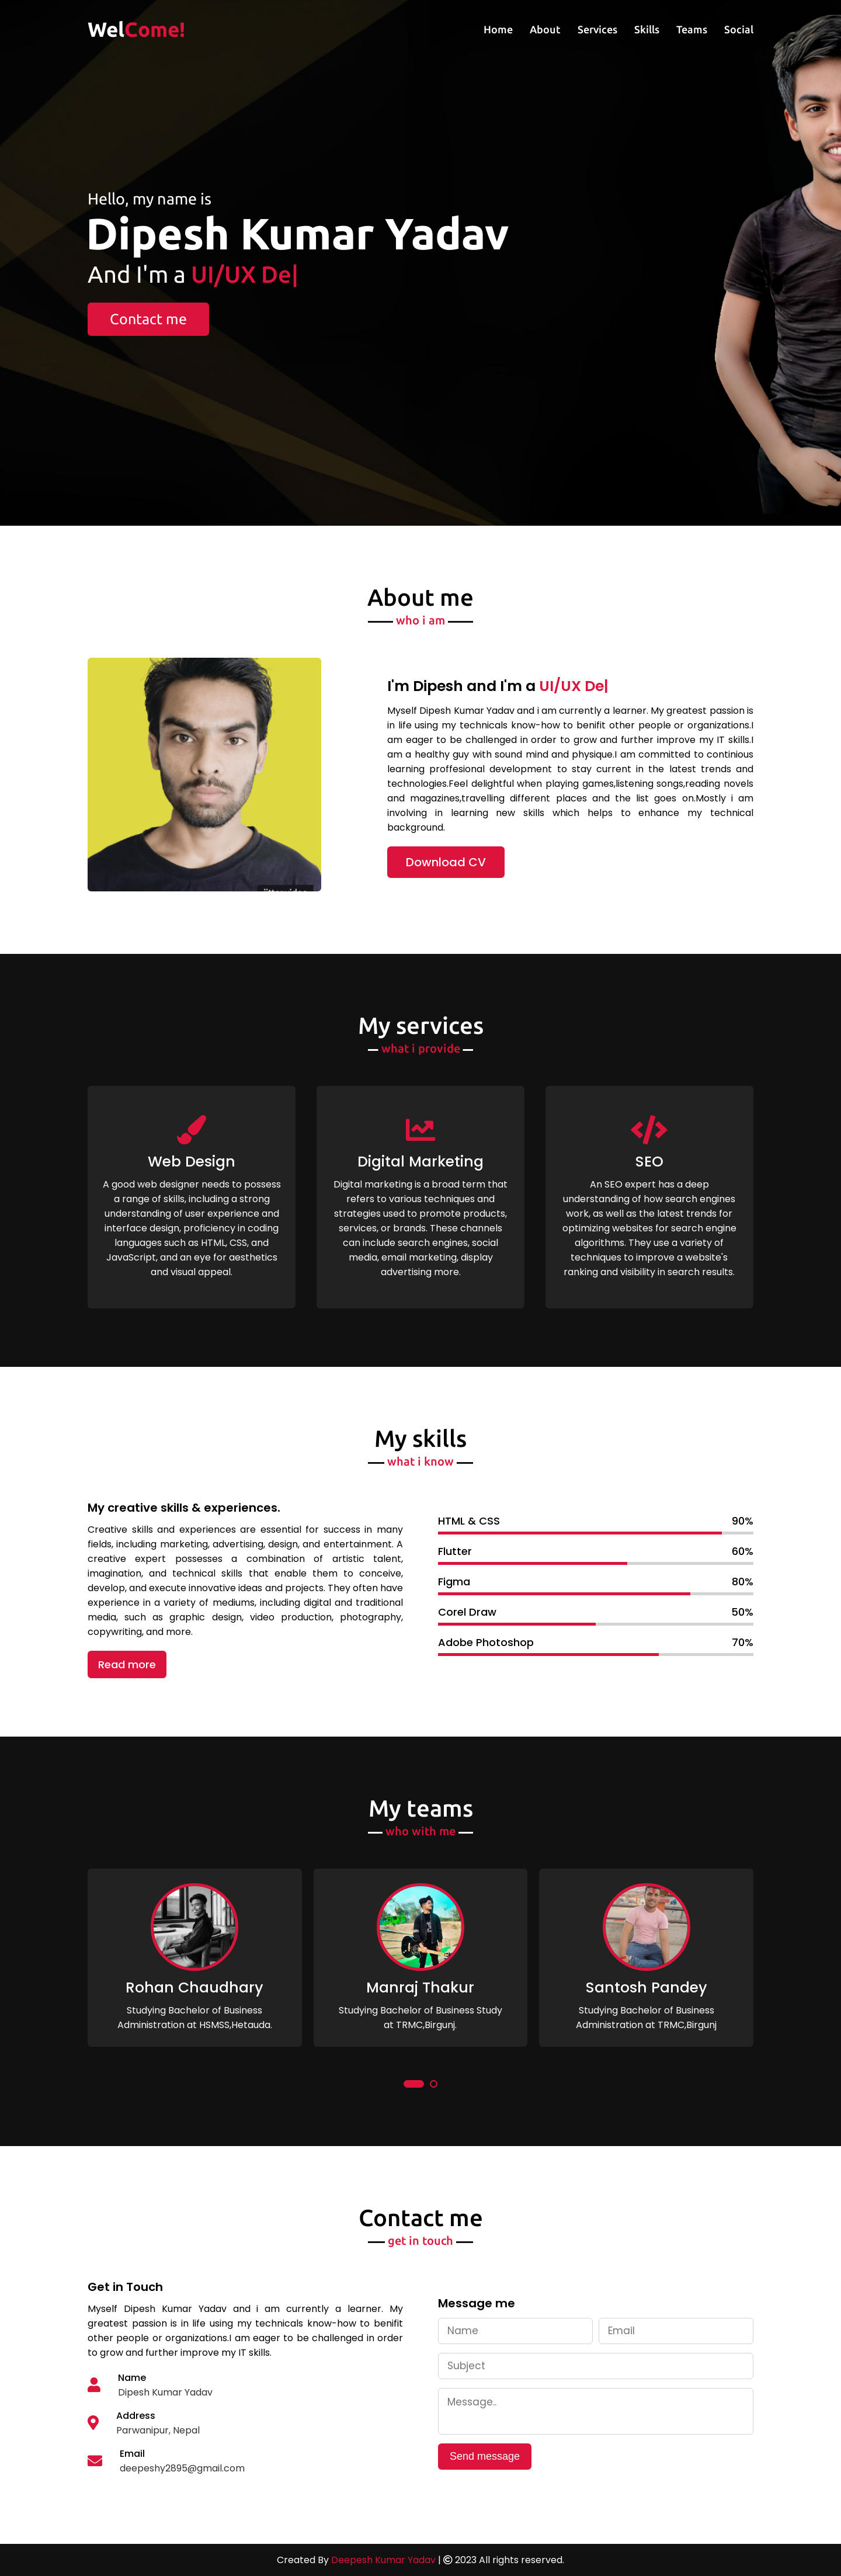 WelCome!
Home About Services Skills Teams Social
Hello, my name is
Dipesh Kumar Yadav
And I'm a UI/UX De|
Contact me
About me
who i am
I'm Dipesh and I'm a UI/UX De|
Myself Dipesh Kumar Yadav and i am currently a learner. My greatest passion is
in life using my technicals know-how to benifit other people or organizations.I
am eager to be challenged in order to grow and further improve my IT skills.I
am a healthy guy with sound mind and physique.I am committed to continious
learning proffesional development to stay current in the latest trends and
technologies.Feel delightful when playing games,listening songs,reading novels
and magazines,travelling different places and the list goes on.Mostly i am
involving in learning new skills which helps to enhance my technical
background.
Download CV
My services
what i provide
Web Design
A good web designer needs to possess
a range of skills, including a strong
understanding of user experience and
interface design, proficiency in coding
languages such as HTML, CSS, and
JavaScript, and an eye for aesthetics
and visual appeal.
Digital Marketing
Digital marketing is a broad term that
refers to various techniques and
strategies used to promote products,
services, or brands. These channels
can include search engines, social
media, email marketing, display
advertising more.
SEO
An SEO expert has a deep
understanding of how search engines
work, as well as the latest trends for
optimizing websites for search engine
algorithms. They use a variety of
techniques to improve a website's
ranking and visibility in search results.
My skills
what i know
My creative skills & experiences.
Creative skills and experiences are essential for success in many
fields, including marketing, advertising, design, and entertainment. A
creative expert possesses a combination of artistic talent,
imagination, and technical skills that enable them to conceive,
develop, and execute innovative ideas and projects. They often have
experience in a variety of mediums, including digital and traditional
media, such as graphic design, video production, photography,
copywriting, and more.
Read more
HTML & CSS 90%
Flutter 60%
Figma 80%
Corel Draw 50%
Adobe Photoshop 70%
My teams
who with me
Rohan Chaudhary
Studying Bachelor of Business
Administration at HSMSS,Hetauda.
Manraj Thakur
Studying Bachelor of Business Study
at TRMC,Birgunj.
Santosh Pandey
Studying Bachelor of Business
Administration at TRMC,Birgunj
Contact me
get in touch
Get in Touch
Myself Dipesh Kumar Yadav and i am currently a learner. My
greatest passion is in life using my technicals know-how to benifit
other people or organizations.I am eager to be challenged in order
to grow and further improve my IT skills.
Name
Dipesh Kumar Yadav
Address
Parwanipur, Nepal
Email
deepeshy2895@gmail.com
Message me
Name Email
Subject
Message..
Send message
Created By Deepesh Kumar Yadav | © 2023 All rights reserved.